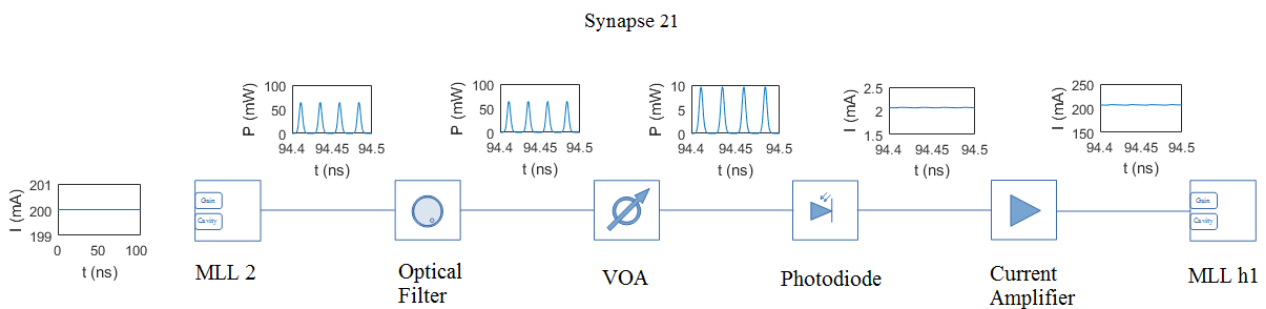 Synapse 21
P (mW)
100
50
0
94.4
94.45
94.5
t (ns)
P (mW)
100
50
0
94.4
94.45
94.5
t (ns)
P (mW)
10
5
0
94.4
94.45
94.5
t (ns)
I (mA)
2.5
2
1.5
94.4
94.45
94.5
t (ns)
I (mA)
250
200
150
94.4
94.45
94.5
t (ns)
I (mA)
201
200
199
0
50
100
t (ns)
Gain
Cavity
Gain
Cavity
MLL 2
Optical
Filter
VOA
Photodiode
Current
Amplifier
MLL h1